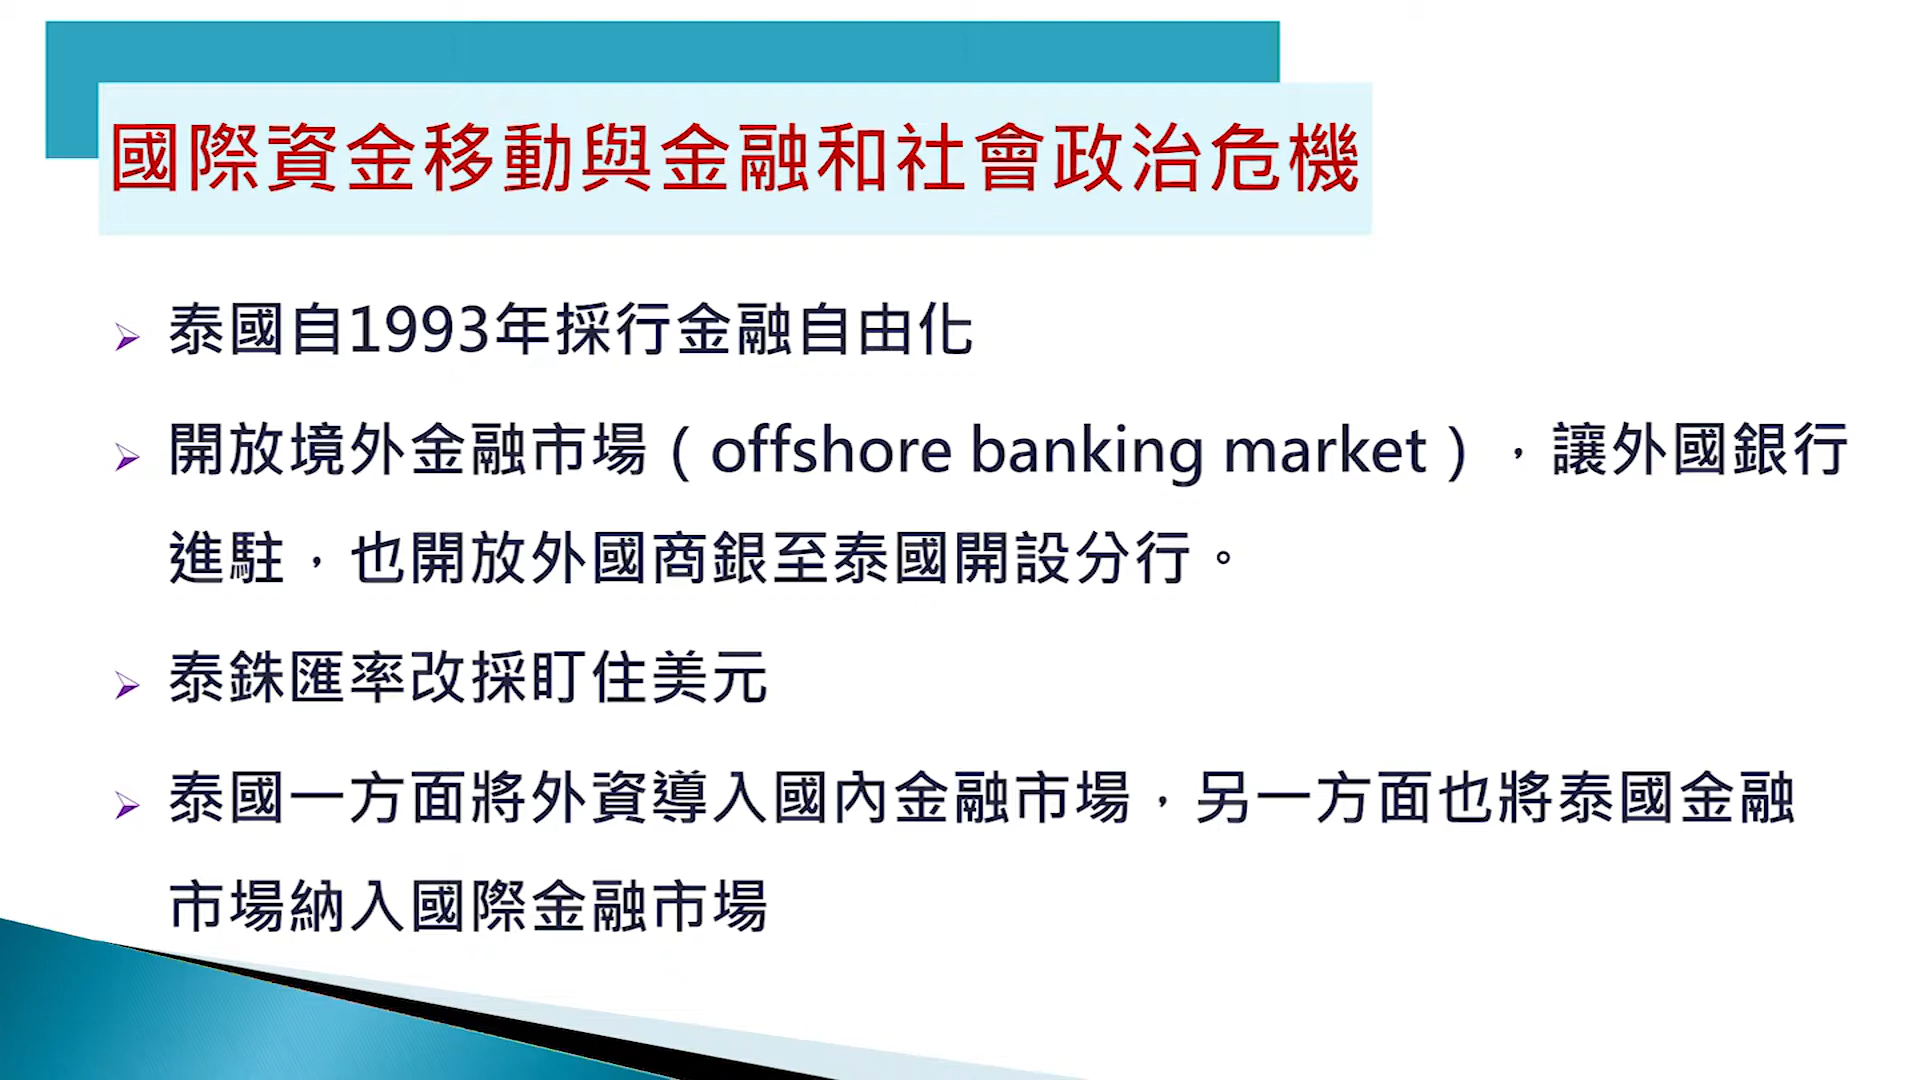 國際資金移動與金融和社會政治危機
泰國自1993年採行金融自由化
開放境外金融市場（offshore banking market），讓外國銀行
進駐，也開放外國商銀至泰國開設分行。
泰銖匯率改採盯住美元
泰國一方面將外資導入國內金融市場，另一方面也將泰國金融
市場納入國際金融市場